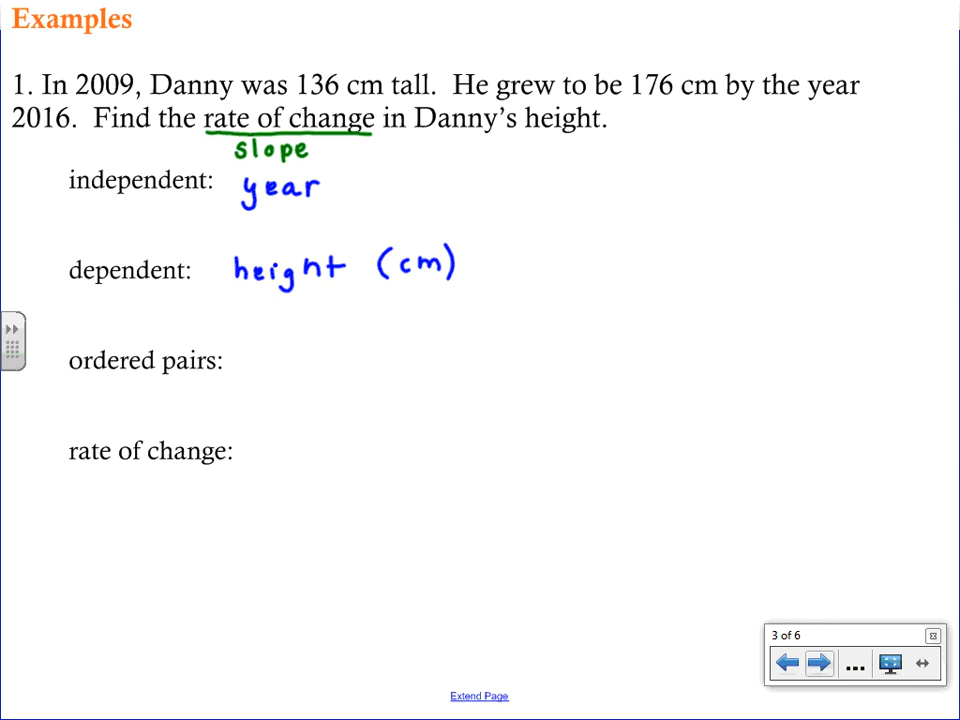 Examples
1. In 2009, Danny was 136 cm tall. He grew to be 176 cm by the year
2016. Find the rate of change in Danny's height.
slope
independent: year
dependent: height (cm)
ordered pairs:
rate of change:
3 of 6
...
Extend Page